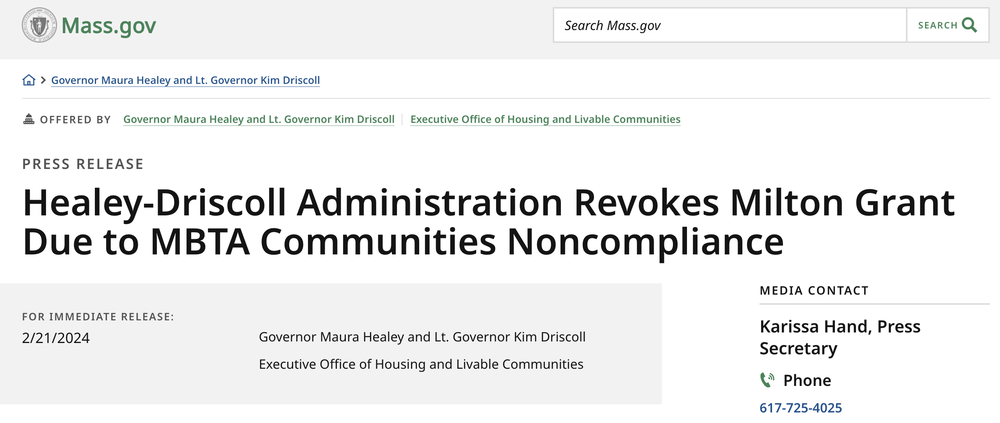 Mass.gov
Search Mass.gov
SEARCH
Governor Maura Healey and Lt. Governor Kim Driscoll
OFFERED BY Governor Maura Healey and Lt. Governor Kim Driscoll Executive Office of Housing and Livable Communities
PRESS RELEASE
Healey-Driscoll Administration Revokes Milton Grant
Due to MBTA Communities Noncompliance
FOR IMMEDIATE RELEASE:
2/21/2024
Governor Maura Healey and Lt. Governor Kim Driscoll
Executive Office of Housing and Livable Communities
MEDIA CONTACT
Karissa Hand, Press
Secretary
Phone
617-725-4025